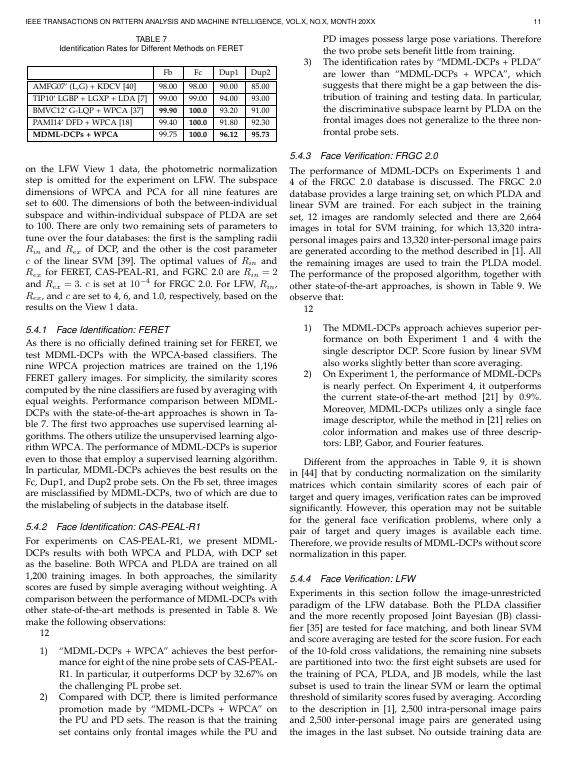 IEEE TRANSACTIONS ON PATTERN ANALYSIS AND MACHINE INTELLIGENCE, VOL.X, NO.X, MONTH 20XX 11
TABLE 7
Identification Rates for Different Methods on FERET
Fb Fc Dup1 Dup2
AMFG07' (L,G) + KDCV [40] 98.00 98.00 90.00 85.00
TIP10' LGBP + LGXP + LDA [7] 99.00 99.00 94.00 93.00
BMVC12' G-LQP + WPCA [37] 99.90 100.0 93.20 91.00
PAMI14' DFD + WPCA [18] 99.40 100.0 91.80 92.30
MDML-DCPs + WPCA 99.75 100.0 96.12 95.73
on the LFW View 1 data, the photometric normalization
step is omitted for the experiment on LFW. The subspace
dimensions of WPCA and PCA for all nine features are
set to 600. The dimensions of both the between-individual
subspace and within-individual subspace of PLDA are set
to 100. There are only two remaining sets of parameters to
tune over the four databases: the first is the sampling radii
R_in and R_ex of DCP, and the other is the cost parameter
c of the linear SVM [39]. The optimal values of R_in and
R_ex for FERET, CAS-PEAL-R1, and FGRC 2.0 are R_in = 2
and R_ex = 3. c is set at 10^-4 for FRGC 2.0. For LFW, R_in,
R_ex, and c are set to 4, 6, and 1.0, respectively, based on the
results on the View 1 data.
5.4.1 Face Identification: FERET
As there is no officially defined training set for FERET, we
test MDML-DCPs with the WPCA-based classifiers. The
nine WPCA projection matrices are trained on the 1,196
FERET gallery images. For simplicity, the similarity scores
computed by the nine classifiers are fused by averaging with
equal weights. Performance comparison between MDML-
DCPs with the state-of-the-art approaches is shown in Ta-
ble 7. The first two approaches use supervised learning al-
gorithms. The others utilize the unsupervised learning algo-
rithm WPCA. The performance of MDML-DCPs is superior
even to those that employ a supervised learning algorithm.
In particular, MDML-DCPs achieves the best results on the
Fc, Dup1, and Dup2 probe sets. On the Fb set, three images
are misclassified by MDML-DCPs, two of which are due to
the mislabeling of subjects in the database itself.
5.4.2 Face Identification: CAS-PEAL-R1
For experiments on CAS-PEAL-R1, we present MDML-
DCPs results with both WPCA and PLDA, with DCP set
as the baseline. Both WPCA and PLDA are trained on all
1,200 training images. In both approaches, the similarity
scores are fused by simple averaging without weighting. A
comparison between the performance of MDML-DCPs with
other state-of-the-art methods is presented in Table 8. We
make the following observations:
12
1) "MDML-DCPs + WPCA" achieves the best perfor-
mance for eight of the nine probe sets of CAS-PEAL-
R1. In particular, it outperforms DCP by 32.67% on
the challenging PL probe set.
2) Compared with DCP, there is limited performance
promotion made by "MDML-DCPs + WPCA" on
the PU and PD sets. The reason is that the training
set contains only frontal images while the PU and
PD images possess large pose variations. Therefore
the two probe sets benefit little from training.
3) The identification rates by "MDML-DCPs + PLDA"
are lower than "MDML-DCPs + WPCA", which
suggests that there might be a gap between the dis-
tribution of training and testing data. In particular,
the discriminative subspace learnt by PLDA on the
frontal images does not generalize to the three non-
frontal probe sets.
5.4.3 Face Verification: FRGC 2.0
The performance of MDML-DCPs on Experiments 1 and
4 of the FRGC 2.0 database is discussed. The FRGC 2.0
database provides a large training set, on which PLDA and
linear SVM are trained. For each subject in the training
set, 12 images are randomly selected and there are 2,664
images in total for SVM training, for which 13,320 intra-
personal images pairs and 13,320 inter-personal image pairs
are generated according to the method described in [1]. All
the remaining images are used to train the PLDA model.
The performance of the proposed algorithm, together with
other state-of-the-art approaches, is shown in Table 9. We
observe that:
12
1) The MDML-DCPs approach achieves superior per-
formance on both Experiment 1 and 4 with the
single descriptor DCP. Score fusion by linear SVM
also works slightly better than score averaging.
2) On Experiment 1, the performance of MDML-DCPs
is nearly perfect. On Experiment 4, it outperforms
the current state-of-the-art method [21] by 0.9%.
Moreover, MDML-DCPs utilizes only a single face
image descriptor, while the method in [21] relies on
color information and makes use of three descrip-
tors: LBP, Gabor, and Fourier features.
Different from the approaches in Table 9, it is shown
in [44] that by conducting normalization on the similarity
matrices which contain similarity scores of each pair of
target and query images, verification rates can be improved
significantly. However, this operation may not be suitable
for the general face verification problems, where only a
pair of target and query images is available each time.
Therefore, we provide results of MDML-DCPs without score
normalization in this paper.
5.4.4 Face Verification: LFW
Experiments in this section follow the image-unrestricted
paradigm of the LFW database. Both the PLDA classifier
and the more recently proposed Joint Bayesian (JB) classi-
fier [35] are tested for face matching, and both linear SVM
and score averaging are tested for the score fusion. For each
of the 10-fold cross validations, the remaining nine subsets
are partitioned into two: the first eight subsets are used for
the training of PCA, PLDA, and JB models, while the last
subset is used to train the linear SVM or learn the optimal
threshold of similarity scores fused by averaging. According
to the description in [1], 2,500 intra-personal image pairs
and 2,500 inter-personal image pairs are generated using
the images in the last subset. No outside training data are